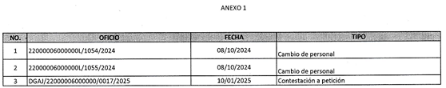 ANEXO 1
NO. OFICIO FECHA TIPO
1 22000006000000L/1054/2024 08/10/2024 Cambio de personal
2 22000006000000L/1055/2024 08/10/2024 Cambio de personal
3 DGAJ/22000006000000/0017/2025 10/01/2025 Contestación a petición